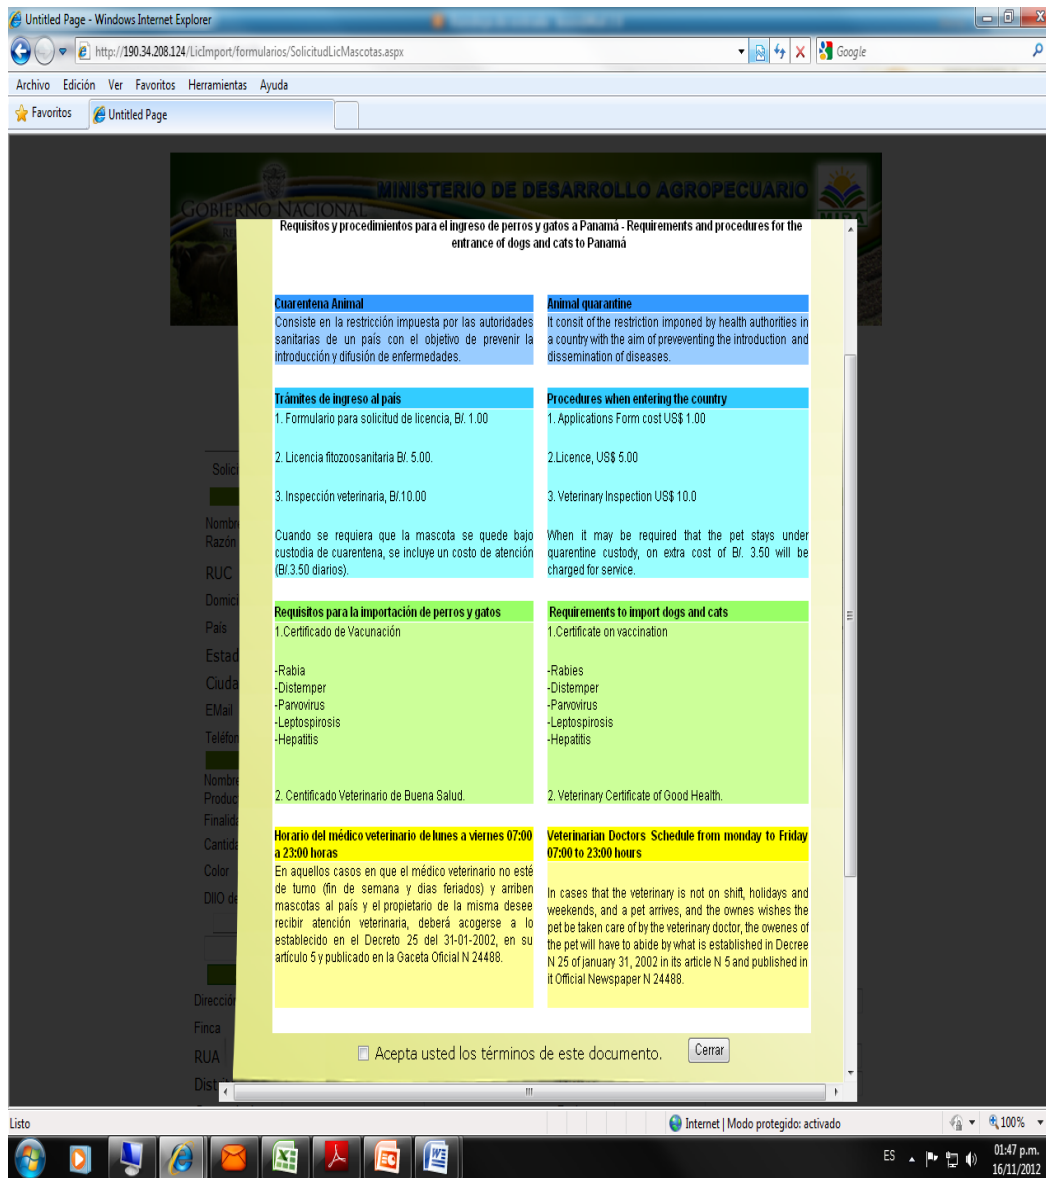 Untitled Page - Windows Internet Explorer
http://190.34.208.124/LicImport/formularios/SolicitudLicMascotas.aspx
Google
Archivo Edición Ver Favoritos Herramientas Ayuda
Favoritos Untitled Page
MINISTERIO DE DESARROLLO AGROPECUARIO
GOBIERNO NACIONAL
MIDA
Requisitos y procedimientos para el ingreso de perros y gatos a Panamá - Requirements and procedures for the
entrance of dogs and cats to Panamá
Cuarentena Animal
Consiste en la restricción impuesta por las autoridades
sanitarias de un país con el objetivo de prevenir la
introducción y difusión de enfermedades.
Animal quarantine
It consit of the restriction imponed by health authorities in
a country with the aim of preveventing the introduction and
dissemination of diseases.
Trámites de ingreso al país
1. Formulario para solicitud de licencia, B/. 1.00
2. Licencia fitozoosanitaria B/. 5.00.
3. Inspección veterinaria, B/.10.00
Cuando se requiera que la mascota se quede bajo
custodia de cuarentena, se incluye un costo de atención
(B/.3.50 diarios).
Procedures when entering the country
1. Applications Form cost US$ 1.00
2.Licence, US$ 5.00
3. Veterinary Inspection US$ 10.0
When it may be required that the pet stays under
quarentine custody, on extra cost of B/. 3.50 will be
charged for service.
Requisitos para la importación de perros y gatos
1.Certificado de Vacunación
-Rabia
-Distemper
-Parvovirus
-Leptospirosis
-Hepatitis
2. Centificado Veterinario de Buena Salud.
Requirements to import dogs and cats
1.Certificate on vaccination
-Rabies
-Distemper
-Parvovirus
-Leptospirosis
-Hepatitis
2. Veterinary Certificate of Good Health.
Horario del médico veterinario de lunes a viernes 07:00
a 23:00 horas
En aquellos casos en que el médico veterinario no esté
de turno (fin de semana y dias feriados) y arriben
mascotas al país y el propietario de la misma desee
recibir atención veterinaria, deberá acogerse a lo
establecido en el Decreto 25 del 31-01-2002, en su
artículo 5 y publicado en la Gaceta Oficial N 24488.
Veterinarian Doctors Schedule from monday to Friday
07:00 to 23:00 hours
In cases that the veterinary is not on shift, holidays and
weekends, and a pet arrives, and the ownes wishes the
pet be taken care of by the veterinary doctor, the owenes of
the pet will have to abide by what is established in Decree
N 25 of january 31, 2002 in its article N 5 and published in
it Official Newspaper N 24488.
Acepta usted los términos de este documento.
Cerrar
Solici
Nombre
Razón
RUC
Domici
País
Estad
Ciuda
EMail
Teléfon
Nombre
Produc
Finalida
Cantida
Color
DIIO de
Dirección
Finca
RUA
Dist
Listo
Internet | Modo protegido: activado
100%
ES
01:47 p.m.
16/11/2012